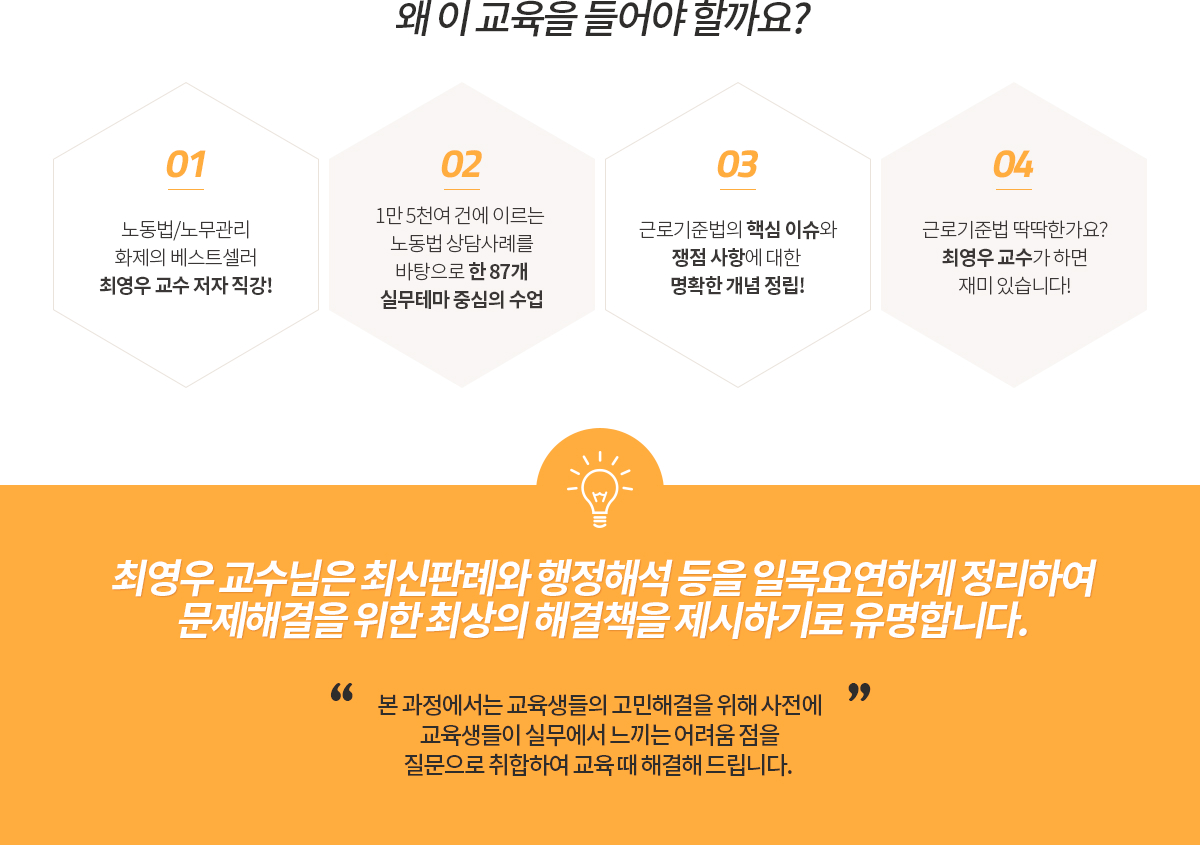 왜 이 교육을 들어야 할까요?
01
노동법/노무관리
화제의 베스트셀러
최영우 교수 저자 직강!
02
1만 5천여 건에 이르는
노동법 상담사례를
바탕으로 한 87개
실무테마 중심의 수업
03
근로기준법의 핵심 이슈와
쟁점 사항에 대한
명확한 개념 정립!
04
근로기준법 딱딱한가요?
최영우 교수가 하면
재미 있습니다!
최영우 교수님은 최신판례와 행정해석 등을 일목요연하게 정리하여
문제해결을 위한 최상의 해결책을 제시하기로 유명합니다.
“ 본 과정에서는 교육생들의 고민해결을 위해 사전에 ”
교육생들이 실무에서 느끼는 어려움 점을
질문으로 취합하여 교육 때 해결해 드립니다.